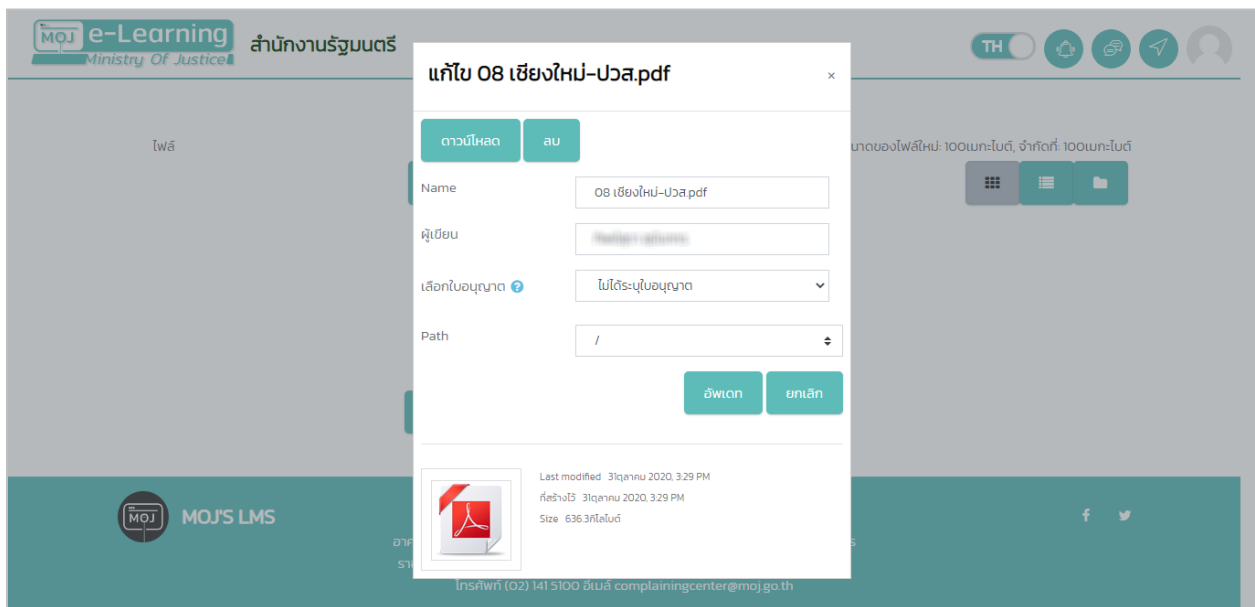 MOJ e-Learning
Ministry Of Justice
สำนักงานรัฐมนตรี
TH
แก้ไข 08 เชียงใหม่-ปวส.pdf
×
ดาวน์โหลด ลบ
ไฟล์
นาดของไฟล์ใหม่: 100เมกะไบต์, จำกัดที่: 100เมกะไบต์
Name 08 เชียงใหม่-ปวส.pdf
ผู้เขียน
เลือกใบอนุญาต ? ไม่ได้ระบุใบอนุญาต
Path /
อัพเดท ยกเลิก
Last modified 31ตุลาคม 2020, 3:29 PM
ที่สร้างไว้ 31ตุลาคม 2020, 3:29 PM
Size 636.3กิโลไบต์
MOJ MOJ'S LMS
f
โทรศัพท์ (02) 141 5100 อีเมล์ complainingcenter@moj.go.th